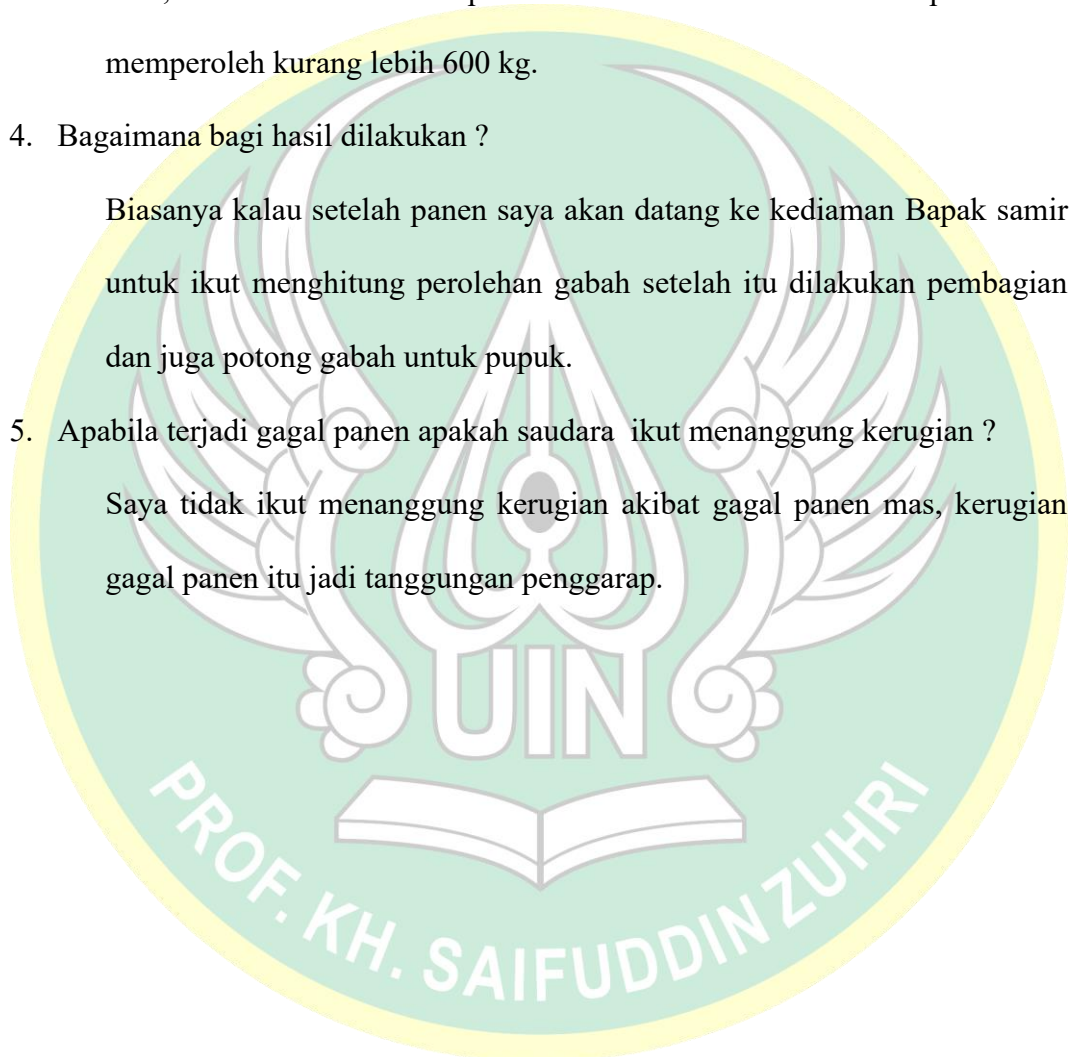 memperoleh kurang lebih 600 kg.
4. Bagaimana bagi hasil dilakukan ?
Biasanya kalau setelah panen saya akan datang ke kediaman Bapak samir
untuk ikut menghitung perolehan gabah setelah itu dilakukan pembagian
dan juga potong gabah untuk pupuk.
5. Apabila terjadi gagal panen apakah saudara ikut menanggung kerugian ?
Saya tidak ikut menanggung kerugian akibat gagal panen mas, kerugian
gagal panen itu jadi tanggungan penggarap.
UIN
PROF. KH. SAIFUDDIN ZUHRI